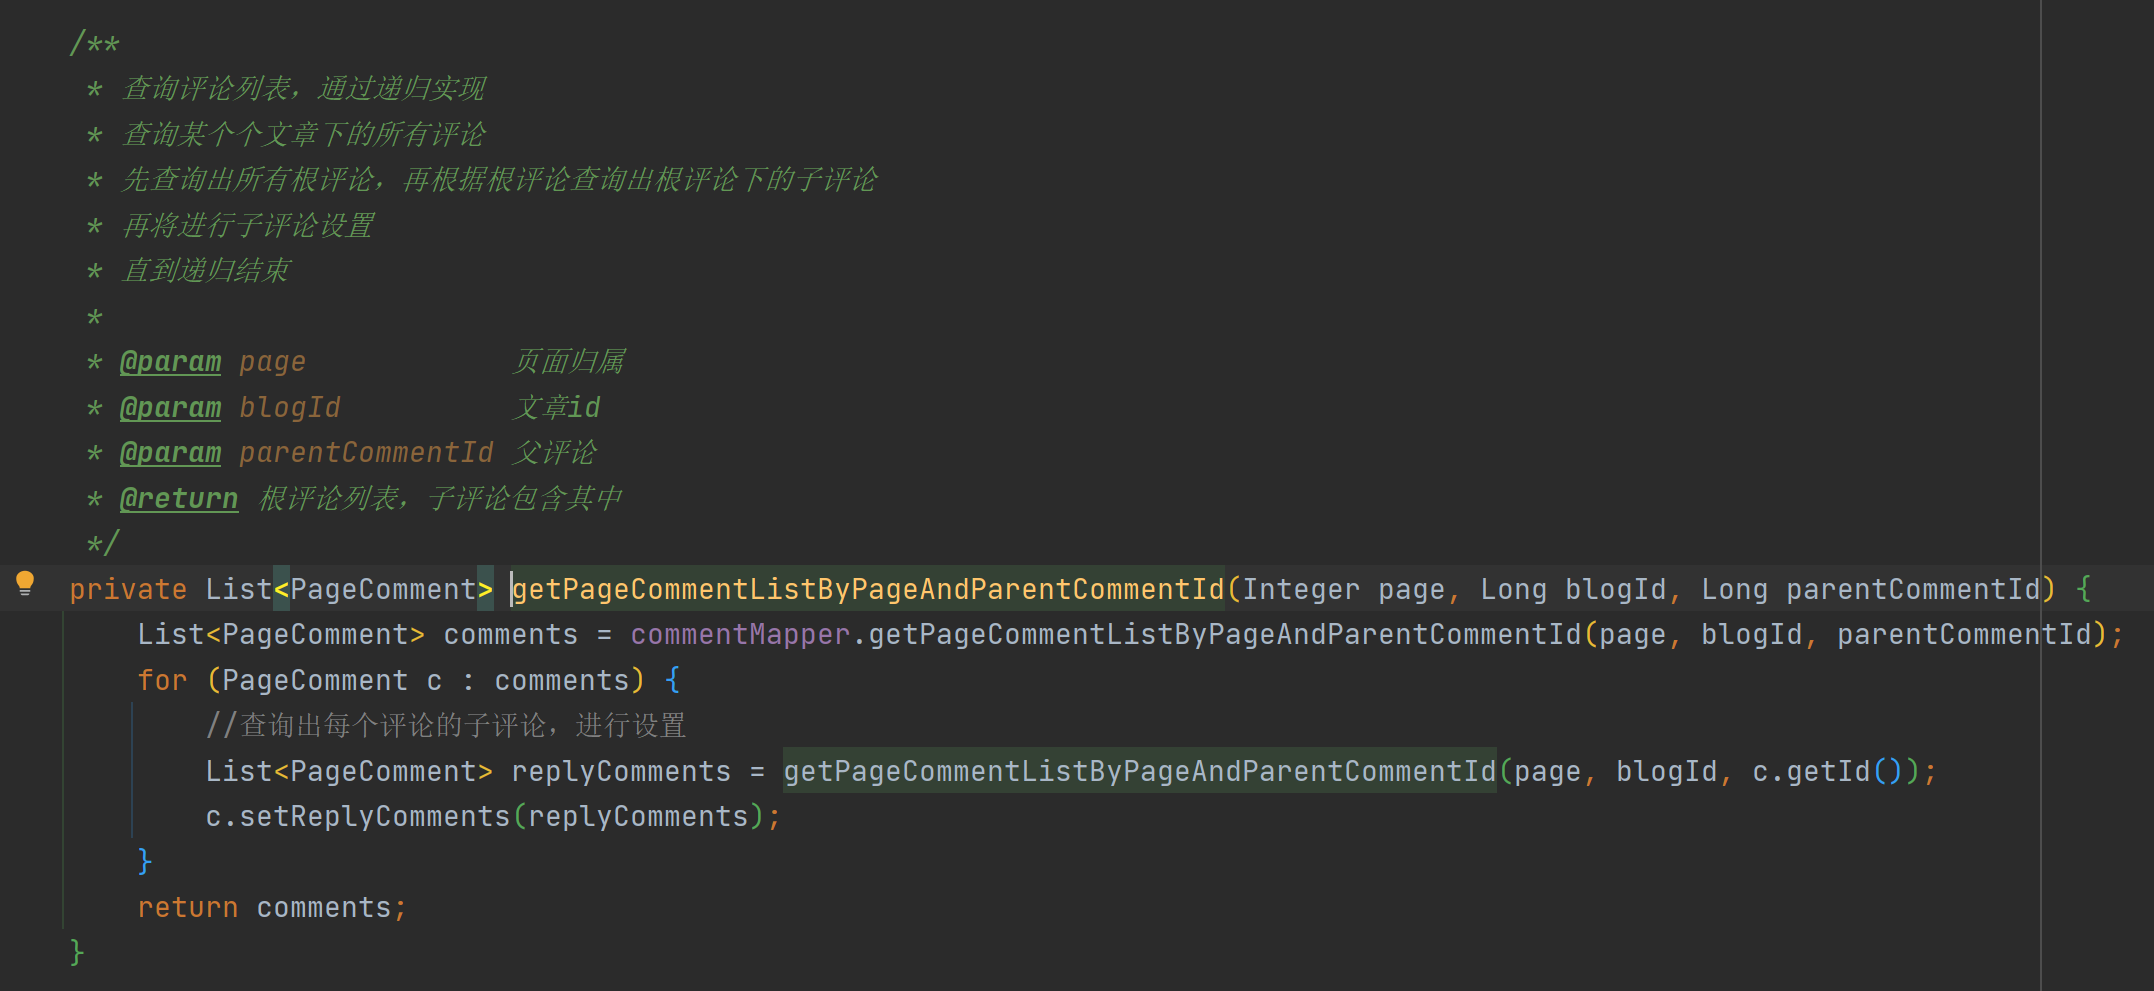 /**
* 查询评论列表，通过递归实现
* 查询某个个文章下的所有评论
* 先查询出所有根评论，再根据根评论查询出根评论下的子评论
* 再将进行子评论设置
* 直到递归结束
*
* @param page 页面归属
* @param blogId 文章id
* @param parentCommentId 父评论
* @return 根评论列表，子评论包含其中
*/
private List<PageComment> getPageCommentListByPageAndParentCommentId(Integer page, Long blogId, Long parentCommentId) {
List<PageComment> comments = commentMapper.getPageCommentListByPageAndParentCommentId(page, blogId, parentCommentId);
for (PageComment c : comments) {
//查询出每个评论的子评论，进行设置
List<PageComment> replyComments = getPageCommentListByPageAndParentCommentId(page, blogId, c.getId());
c.setReplyComments(replyComments);
}
return comments;
}